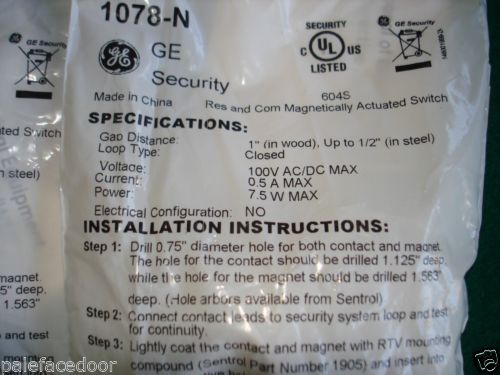 1078-N
GE Security
GE
Security
SECURITY
C UL US
LISTED
604S
GE Security
Made in China
Res and Com Magnetically Actuated Switch
SPECIFICATIONS:
Gap Distance: 1" (in wood), Up to 1/2" (in steel)
Loop Type: Closed
Voltage: 100V AC/DC MAX
Current: 0.5 A MAX
Power: 7.5 W MAX
Electrical Configuration: NO
INSTALLATION INSTRUCTIONS:
Step 1: Drill 0.75" diameter hole for both contact and magnet.
The hole for the contact should be drilled 1.125" deep,
while the hole for the magnet should be drilled 1.563"
deep. (Hole arbors available from Sentrol)
Step 2: Connect contact leads to security system loop and test
for continuity.
Step 3: Lightly coat the contact and magnet with RTV mounting
compound (Sentrol Part Number 1905) and insert into
tuated Switch
n steel)
magnet.
5" deep,
1.563"
p and test
palefacedoor
palefacedoor